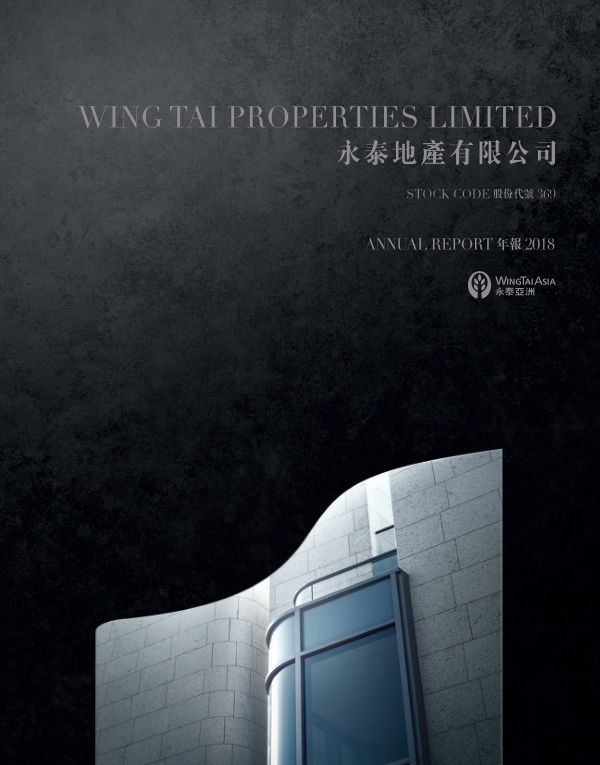 WING TAI PROPERTIES LIMITED
永泰地產有限公司
STOCK CODE 股份代號 369
ANNUAL REPORT 年報 2018
WINGTAI ASIA
永泰亞洲